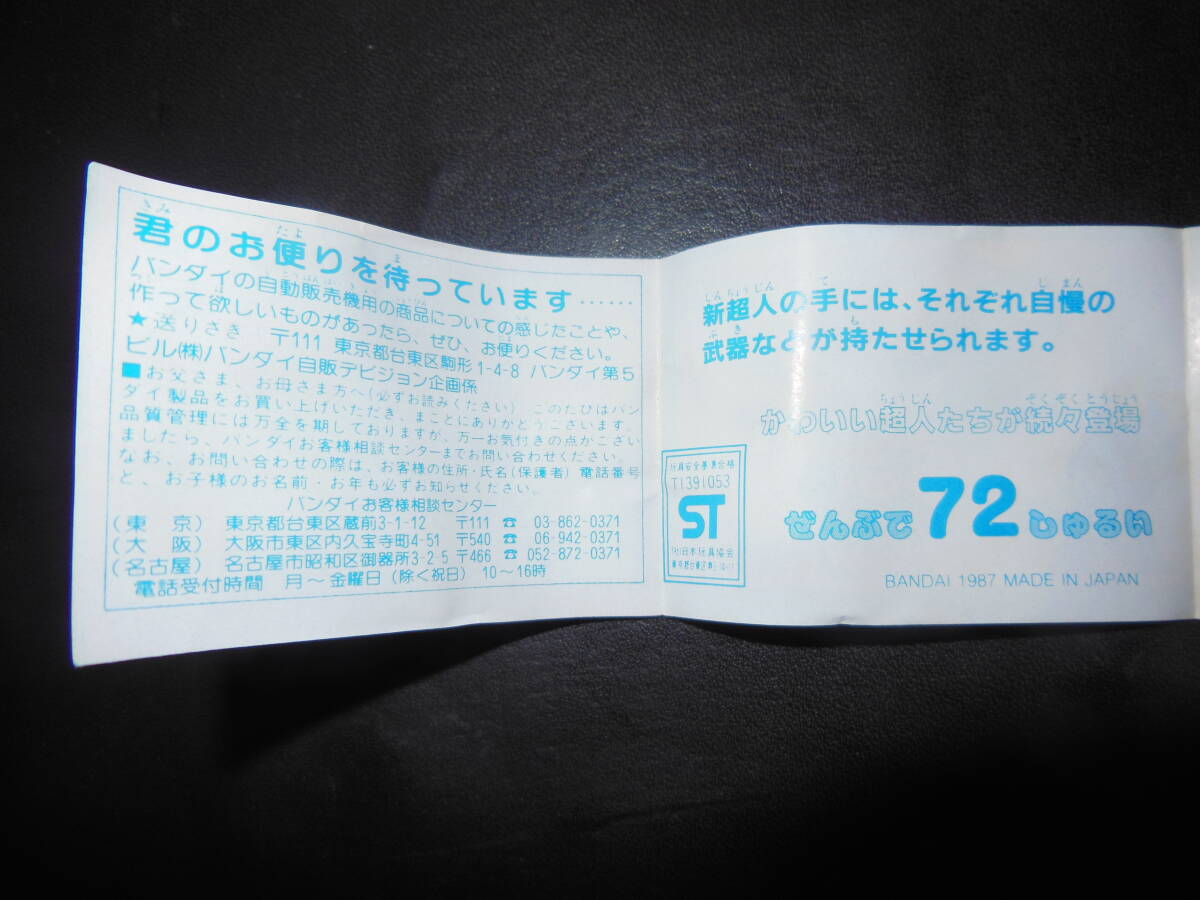 君のお便りを待っています……
バンダイの自動販売機用の商品についての感じたことや、
作って欲しいものがあったら、ぜひ、お便りください。
★送りさき 〒111 東京都台東区駒形1-4-8 バンダイ第5
ビル(株)バンダイ自販デビジョン企画係
■お父さま、お母さま方へ(必ずお読みください) このたびはバン
ダイ製品をお買い上げいただき、まことにありがとうございます。
品質管理には万全を期しておりますが、万一お気付きの点がござい
ましたら、バンダイお客様相談センターまでお問い合わせください。
なお、お問い合わせの際は、お客様の住所・氏名(保護者) 電話番号
と、お子様のお名前・お年も必ずお知らせください。
バンダイお客様相談センター
(東 京) 東京都台東区蔵前3-1-12 〒111 ☎ 03-862-0371
(大 阪) 大阪市東区内久宝寺町4-51 〒540 ☎ 06-942-0371
(名古屋) 名古屋市昭和区御器所3-2-5 〒466 ☎ 052-872-0371
電話受付時間 月〜金曜日(除く祝日) 10〜16時
新超人の手には、それぞれ自慢の
武器などが持たせられます。
かわいい超人たちが続々登場
玩具安全基準合格
T1391053
ST
(社)日本玩具協会
ぜんぶで72しゅるい
BANDAI 1987 MADE IN JAPAN